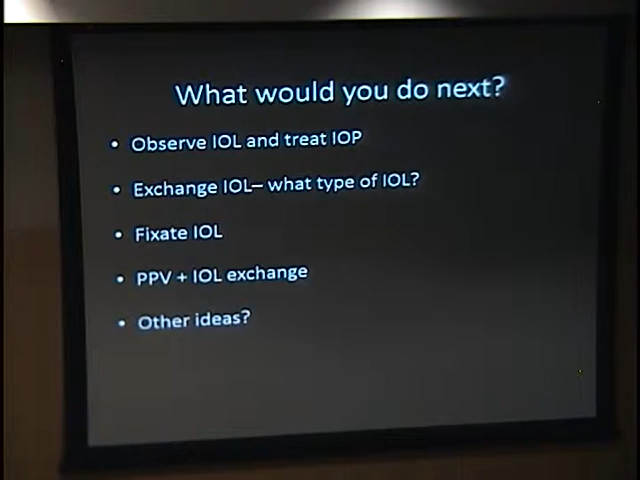 What would you do next?
• Observe IOL and treat IOP
• Exchange IOL– what type of IOL?
• Fixate IOL
• PPV + IOL exchange
• Other ideas?